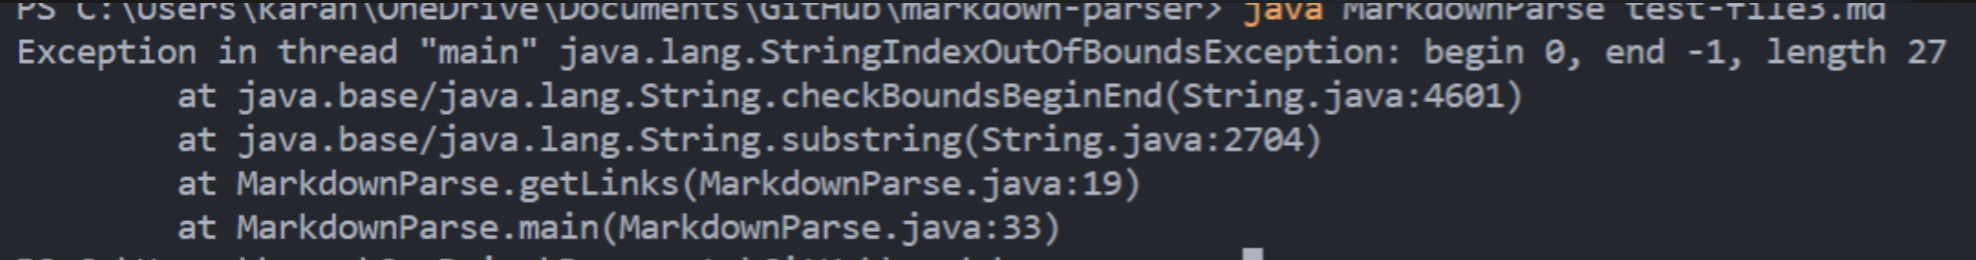 PS C:\Users\karan\OneDrive\Documents\GitHub\markdown-parser> java MarkdownParse test-file3.md
Exception in thread "main" java.lang.StringIndexOutOfBoundsException: begin 0, end -1, length 27
        at java.base/java.lang.String.checkBoundsBeginEnd(String.java:4601)
        at java.base/java.lang.String.substring(String.java:2704)
        at MarkdownParse.getLinks(MarkdownParse.java:19)
        at MarkdownParse.main(MarkdownParse.java:33)